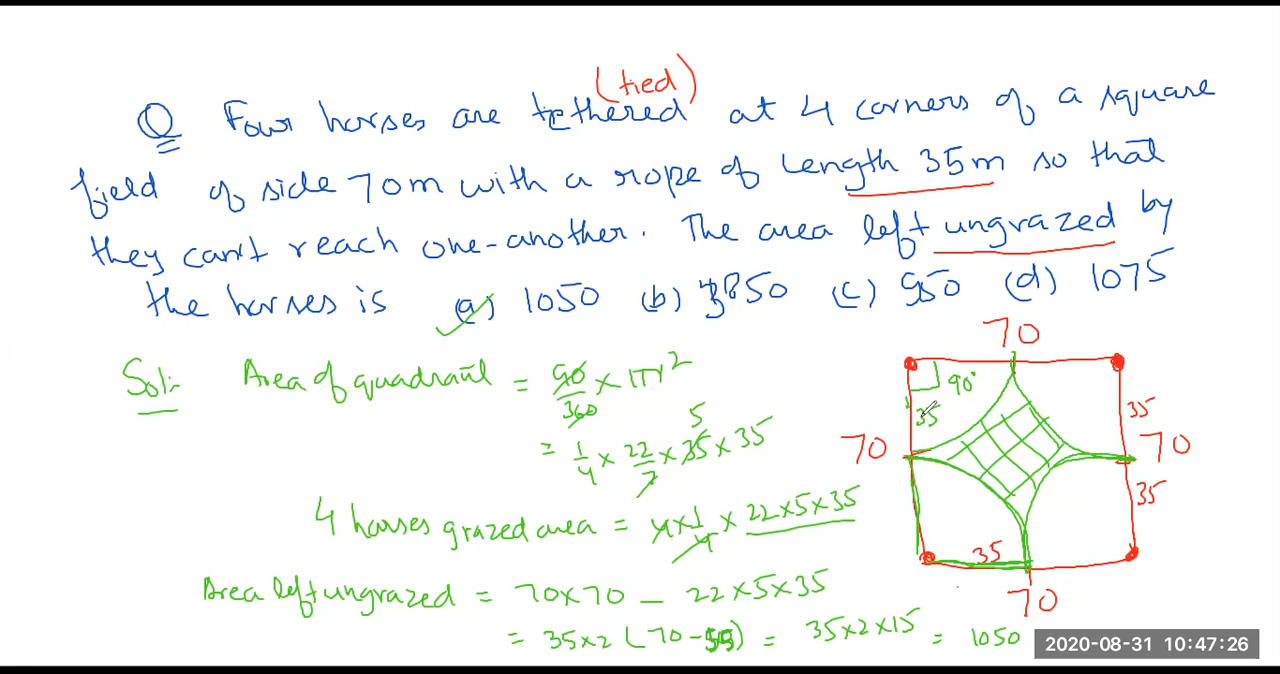 (tied)
Q Four horses are tethered at 4 corners of a square
field of side 70m with a rope of length 35m so that
they can't reach one-another. The area left ungrazed by
the horses is (a) 1050 (b) 3850 (c) 950 (d) 1075
70
Sol:- Area of quadrant = 90/360 × πr²
90°
5
35
35
= 1/4 × 22/7 × 35 × 35
70
70
35
4 horses grazed area = 4 × 1/4 × 22×5×35
35
Area left ungrazed = 70×70 - 22×5×35
70
= 35×2 (70-55) = 35×2×15 = 1050
2020-08-31 10:47:26